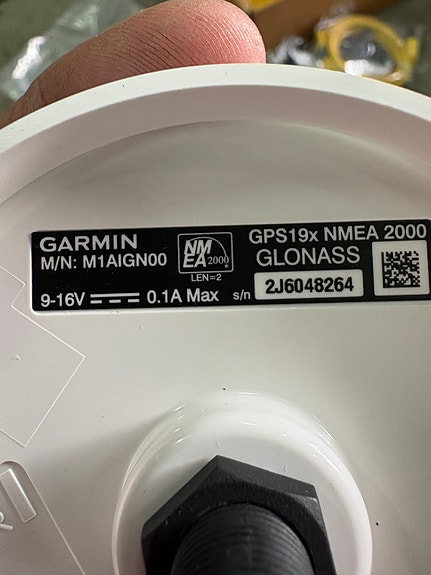 GARMIN
M/N: M1AIGN00
NMEA 2000
LEN=2
GPS19x NMEA 2000
GLONASS
9-16V 0.1A Max
s/n 2J6048264